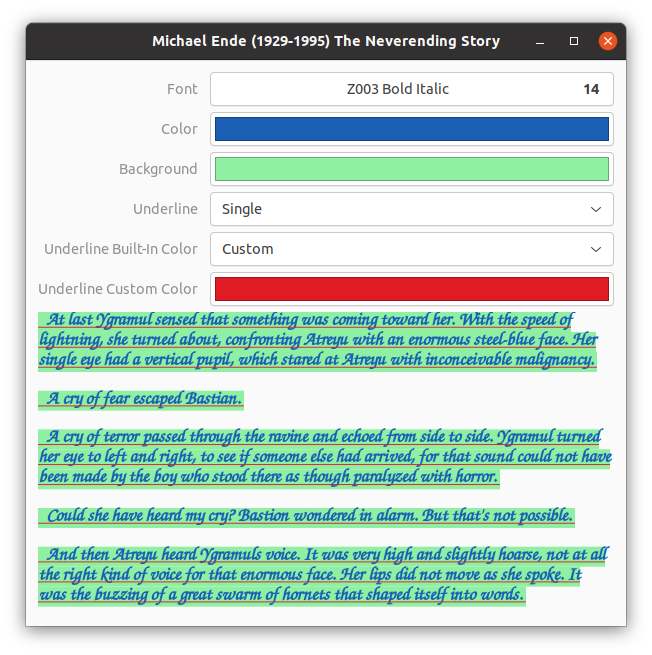 Michael Ende (1929-1995) The Neverending Story
Font Z003 Bold Italic 14
Color
Background
Underline Single
Underline Built-In Color Custom
Underline Custom Color
At last Ygramul sensed that something was coming toward her. With the speed of
lightning, she turned about, confronting Atreyu with an enormous steel-blue face. Her
single eye had a vertical pupil, which stared at Atreyu with inconceivable malignancy.
A cry of fear escaped Bastian.
A cry of terror passed through the ravine and echoed from side to side. Ygramul turned
her eye to left and right, to see if someone else had arrived, for that sound could not have
been made by the boy who stood there as though paralyzed with horror.
Could she have heard my cry? Bastion wondered in alarm. But that's not possible.
And then Atreyu heard Ygramuls voice. It was very high and slightly hoarse, not at all
the right kind of voice for that enormous face. Her lips did not move as she spoke. It
was the buzzing of a great swarm of hornets that shaped itself into words.